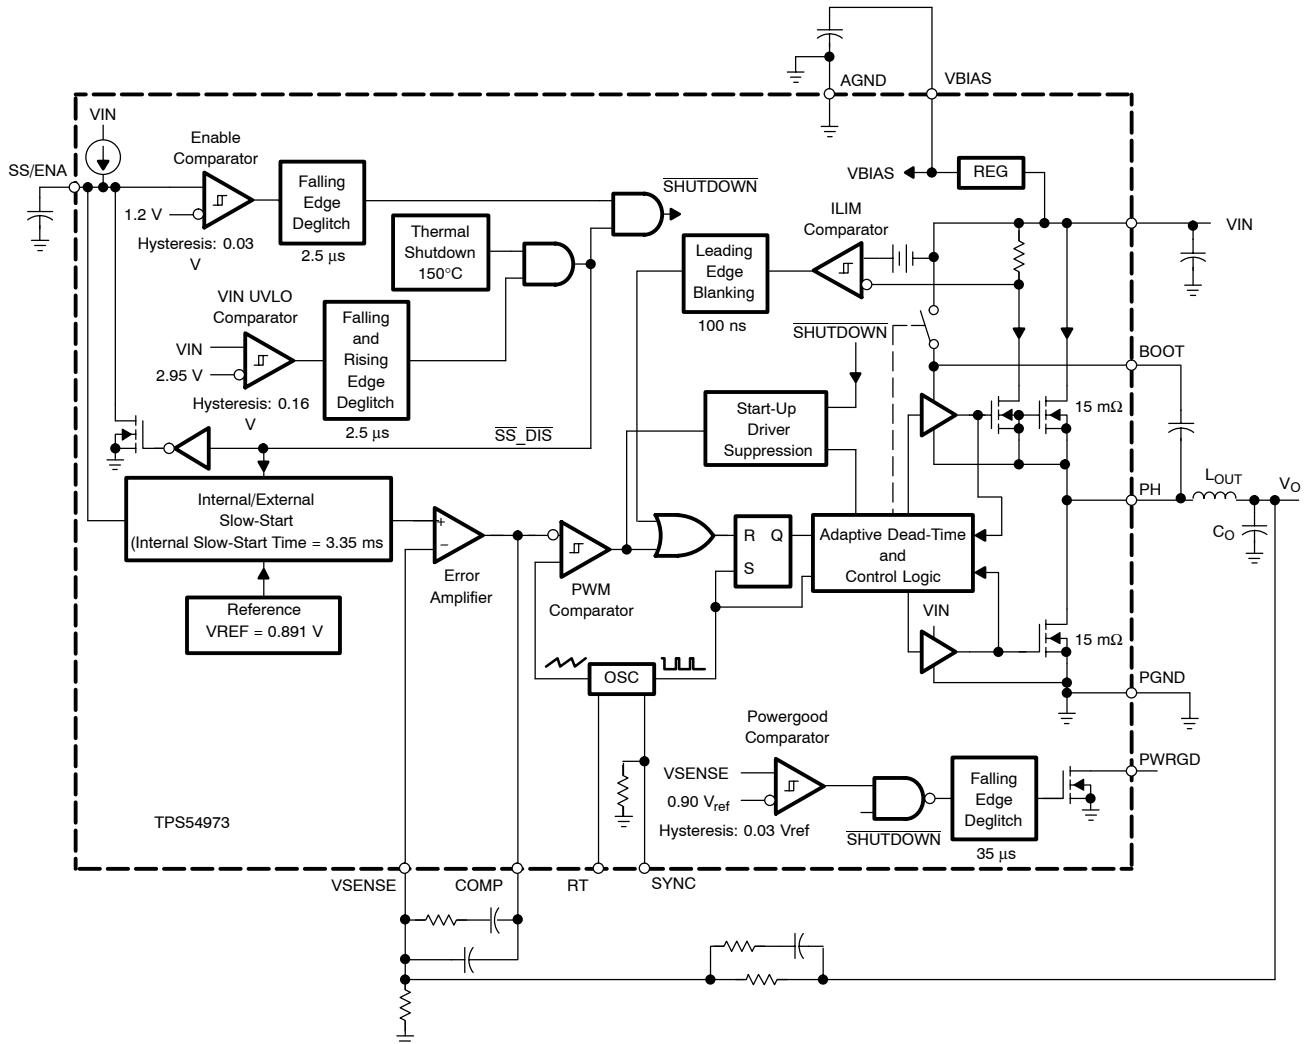 AGND
VBIAS
VIN
Enable
Comparator
SS/ENA
1.2 V
Hysteresis: 0.03
V
Falling
Edge
Deglitch
2.5 μs
Thermal
Shutdown
150°C
SHUTDOWN
VBIAS
REG
ILIM
Comparator
VIN
Leading
Edge
Blanking
100 ns
VIN UVLO
Comparator
VIN
2.95 V
Hysteresis: 0.16
V
Falling
and
Rising
Edge
Deglitch
2.5 μs
SHUTDOWN
BOOT
15 mΩ
Start-Up
Driver
Suppression
SS_DIS
PH
LOUT
VO
CO
Internal/External
Slow-Start
(Internal Slow-Start Time = 3.35 ms
+
−
Error
Amplifier
PWM
Comparator
R
Q
S
Adaptive Dead-Time
and
Control Logic
Reference
VREF = 0.891 V
VIN
15 mΩ
OSC
PGND
Powergood
Comparator
VSENSE
0.90 Vref
Hysteresis: 0.03 Vref
SHUTDOWN
Falling
Edge
Deglitch
35 μs
PWRGD
TPS54973
VSENSE
COMP
RT
SYNC